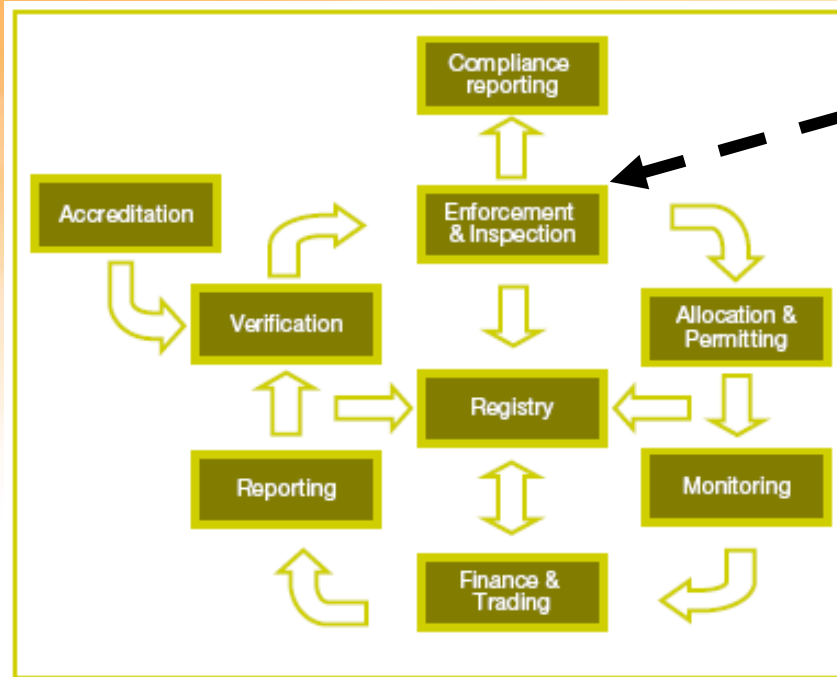 Compliance
reporting
Accreditation
Enforcement
& Inspection
Verification
Allocation &
Permitting
Registry
Reporting
Monitoring
Finance &
Trading